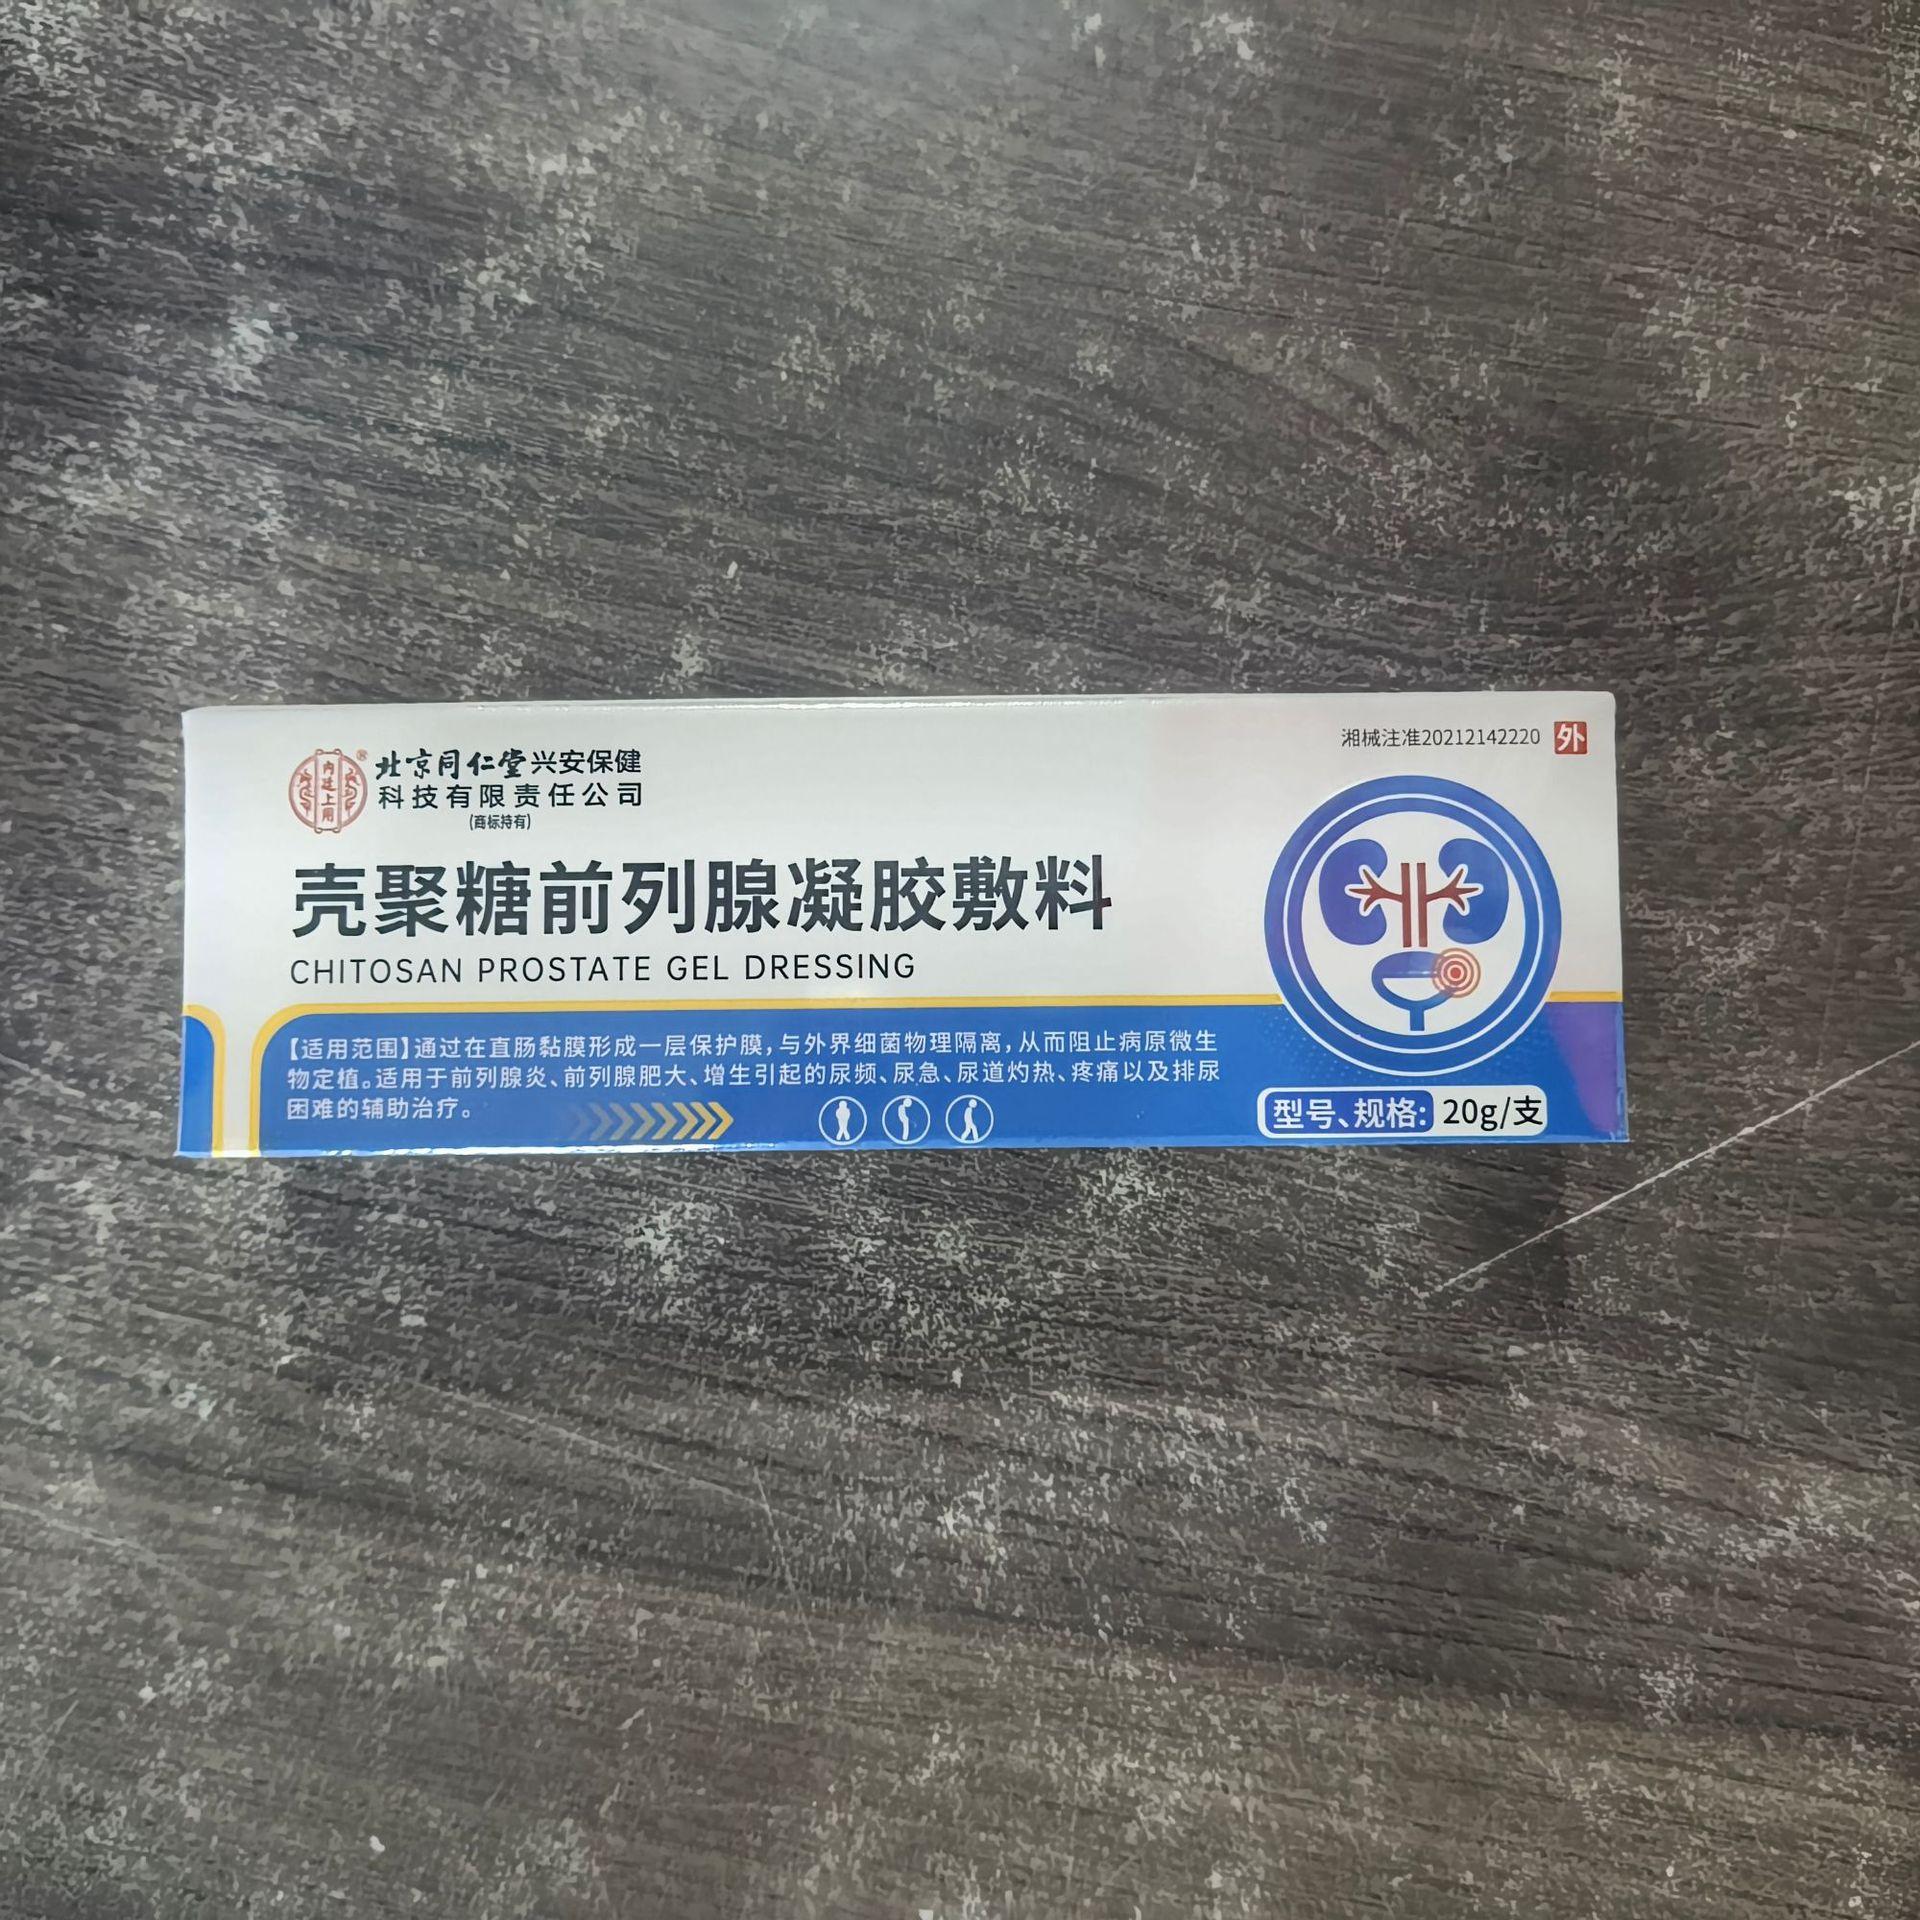 湘械注准20212142220 外
内廷上用
®
北京同仁堂兴安保健
科技有限责任公司
(商标持有)
壳聚糖前列腺凝胶敷料
CHITOSAN PROSTATE GEL DRESSING
【适用范围】通过在直肠黏膜形成一层保护膜,与外界细菌物理隔离,从而阻止病原微生
物定植。适用于前列腺炎、前列腺肥大、增生引起的尿频、尿急、尿道灼热、疼痛以及排尿
困难的辅助治疗。
型号、规格: 20g/支